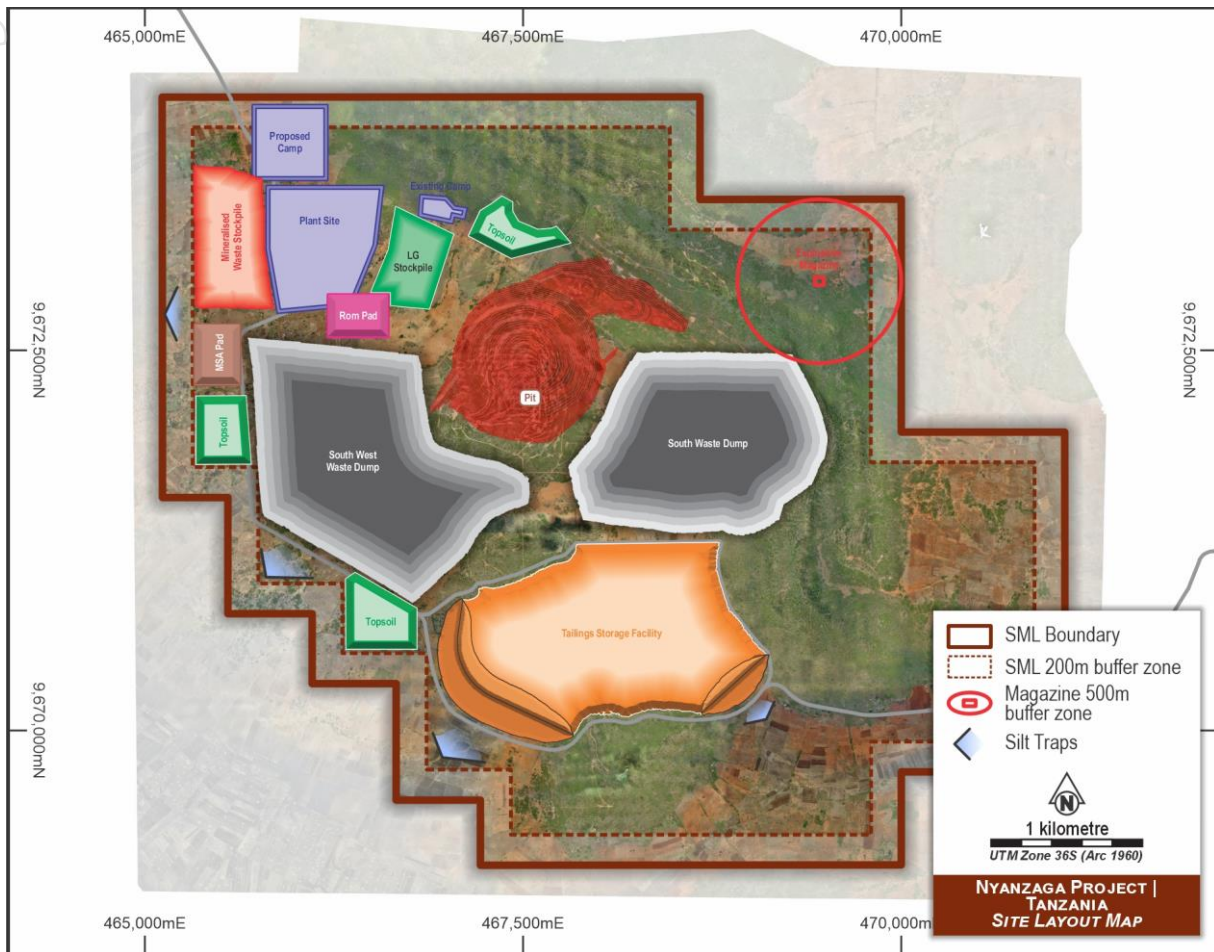 465,000mE
467,500mE
470,000mE
Proposed
Camp
Existing Camp
Mineralised
Waste Stockpile
Plant Site
Topsoil
LG
Stockpile
Explosives
Magazine
Rom Pad
9,672,500mN
9,672,500mN
MSA Pad
Pit
Topsoil
South West
Waste Dump
South Waste Dump
Topsoil
Tailings Storage Facility
9,670,000mN
SML Boundary
SML 200m buffer zone
Magazine 500m
buffer zone
Silt Traps
N
1 kilometre
UTM Zone 36S (Arc 1960)
NYANZAGA PROJECT |
TANZANIA
SITE LAYOUT MAP
465,000mE
467,500mE
470,000mE